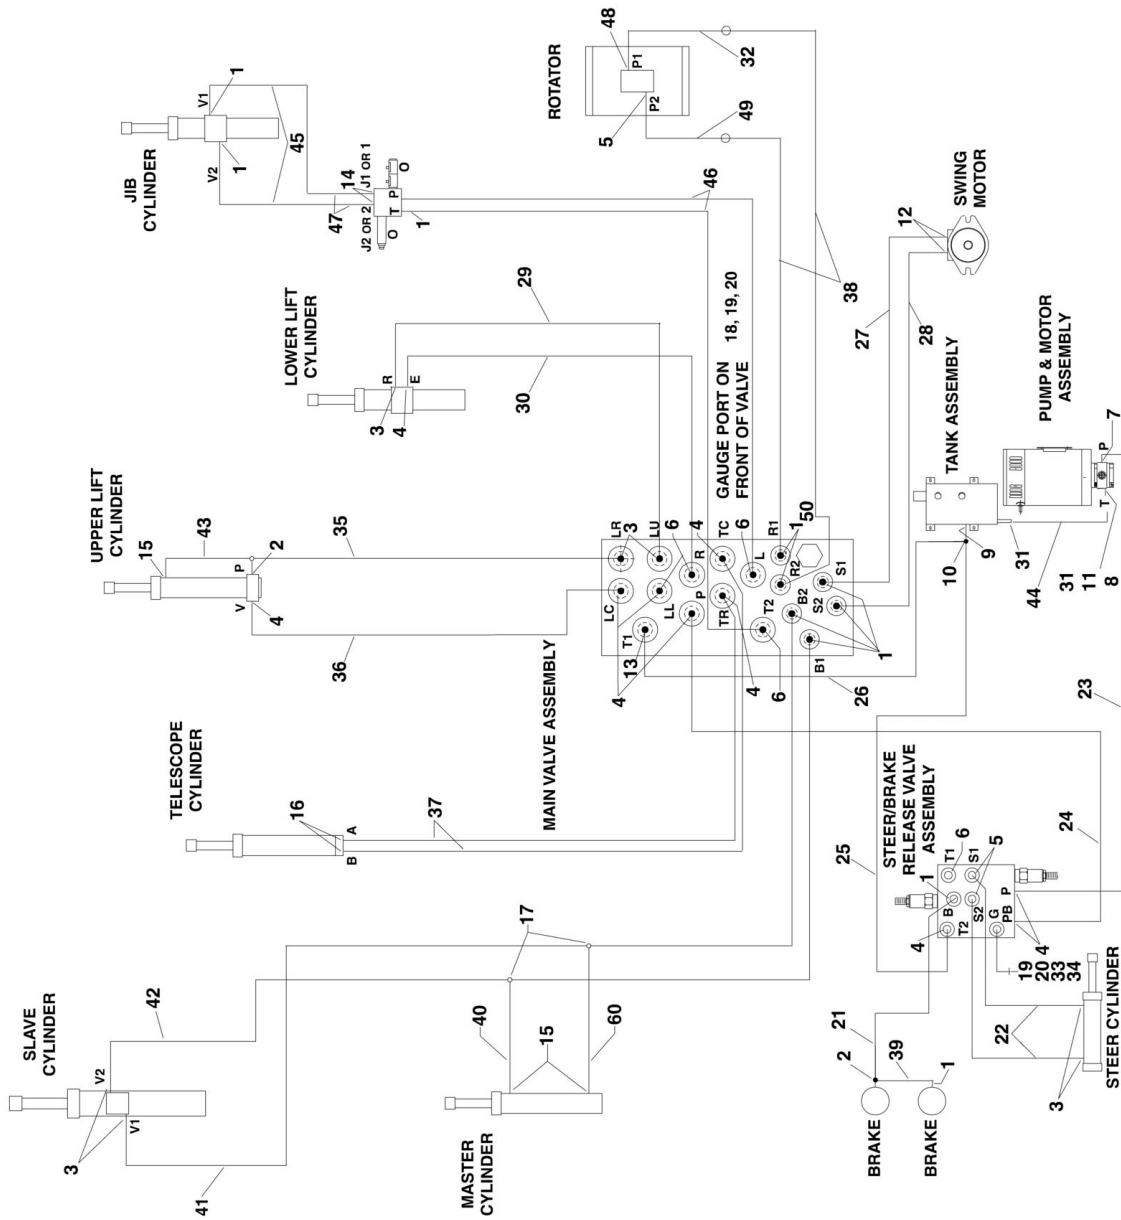 SLAVE
CYLINDER
V2
V1
3
42
41
MASTER
CYLINDER
40
15
60
17
TELESCOPE
CYLINDER
16
A
B
37
UPPER LIFT
CYLINDER
15
43
P
2
V
4
35
36
LOWER LIFT
CYLINDER
R
E
3
4
29
30
JIB
CYLINDER
V1
1
V2
1
45
47
J2 OR 2
J1 OR 1
14
T
P
O
O
1
46
ROTATOR
48
P1
5
P2
32
49
38
SWING
MOTOR
12
27
28
GAUGE PORT ON
FRONT OF VALVE
18, 19, 20
MAIN VALVE ASSEMBLY
LR
3
LU
6
R
4
TC
6
L
R1
1
50
R2
S1
LC
LL
P
TR
T2
B2
S2
T1
13
4
4
6
B1
1
26
TANK ASSEMBLY
10
9
31
PUMP & MOTOR
ASSEMBLY
44
31
T
P
11
8
7
23
STEER/BRAKE
RELEASE VALVE
ASSEMBLY
25
24
T1
6
S1
5
1
B
S2
P
4
T2
G
PB
4
19
20
33
34
BRAKE
BRAKE
2
21
39
1
22
3
STEER CYLINDER